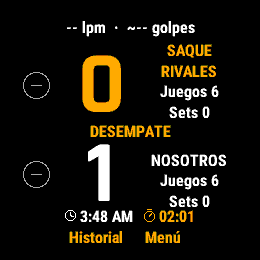 -- lpm · ~-- golpes
SAQUE
0
RIVALES
Juegos 6
Sets 0
DESEMPATE
1
NOSOTROS
Juegos 6
Sets 0
3:48 AM 02:01
Historial Menú